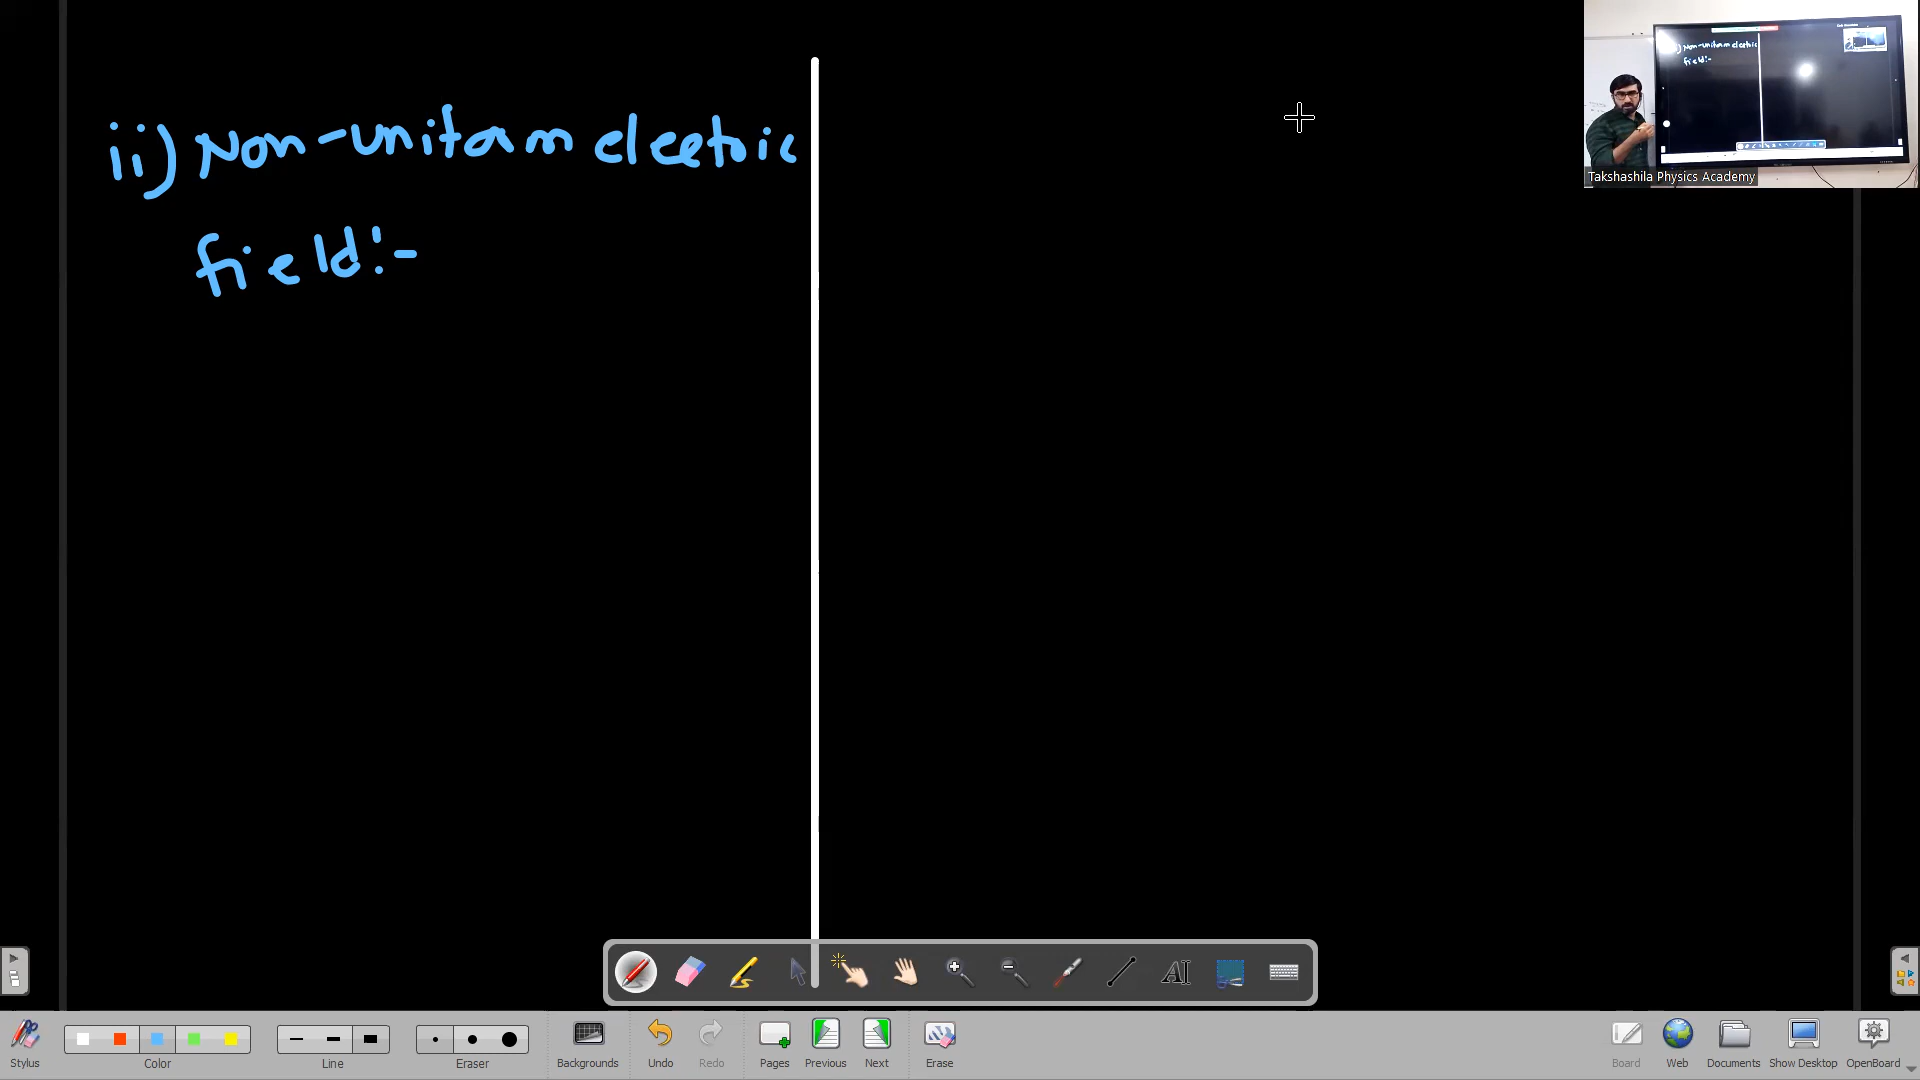 ii) Non-uniform electric
field:-
Takshashila Physics Academy
Stylus
Color
Line
Eraser
Backgrounds
Undo
Redo
Pages
Previous
Next
Erase
Board
Web
Documents
Show Desktop
OpenBoard